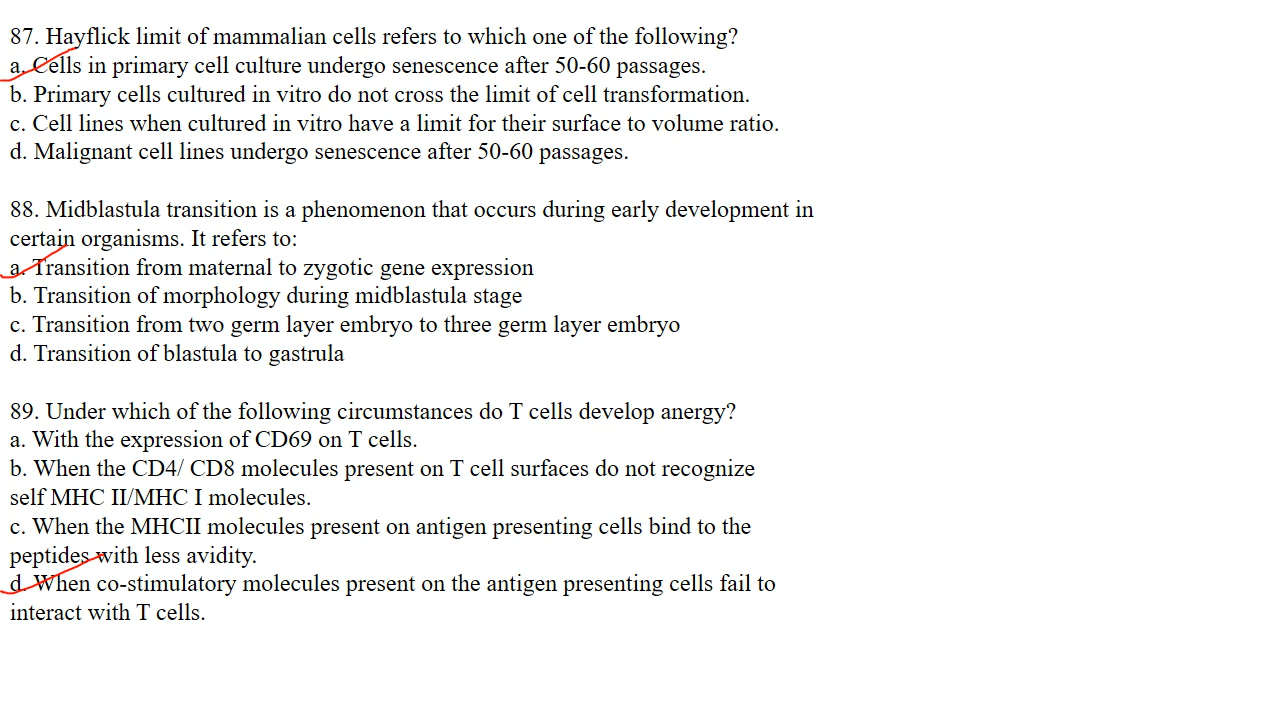 87. Hayflick limit of mammalian cells refers to which one of the following?
a. Cells in primary cell culture undergo senescence after 50-60 passages.
b. Primary cells cultured in vitro do not cross the limit of cell transformation.
c. Cell lines when cultured in vitro have a limit for their surface to volume ratio.
d. Malignant cell lines undergo senescence after 50-60 passages.
88. Midblastula transition is a phenomenon that occurs during early development in
certain organisms. It refers to:
a. Transition from maternal to zygotic gene expression
b. Transition of morphology during midblastula stage
c. Transition from two germ layer embryo to three germ layer embryo
d. Transition of blastula to gastrula
89. Under which of the following circumstances do T cells develop anergy?
a. With the expression of CD69 on T cells.
b. When the CD4/ CD8 molecules present on T cell surfaces do not recognize
self MHC II/MHC I molecules.
c. When the MHCII molecules present on antigen presenting cells bind to the
peptides with less avidity.
d. When co-stimulatory molecules present on the antigen presenting cells fail to
interact with T cells.